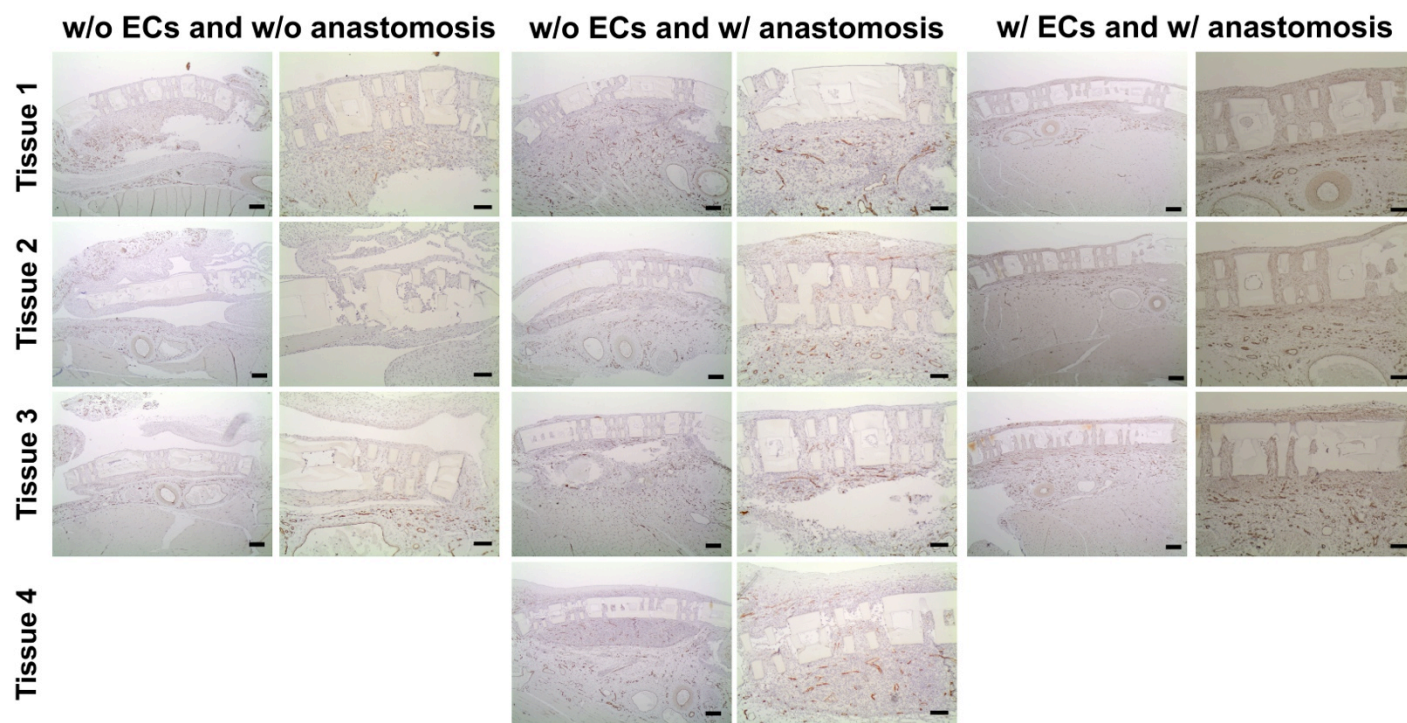 w/o ECs and w/o anastomosis
w/o ECs and w/ anastomosis
w/ ECs and w/ anastomosis
Tissue 1
Tissue 2
Tissue 3
Tissue 4